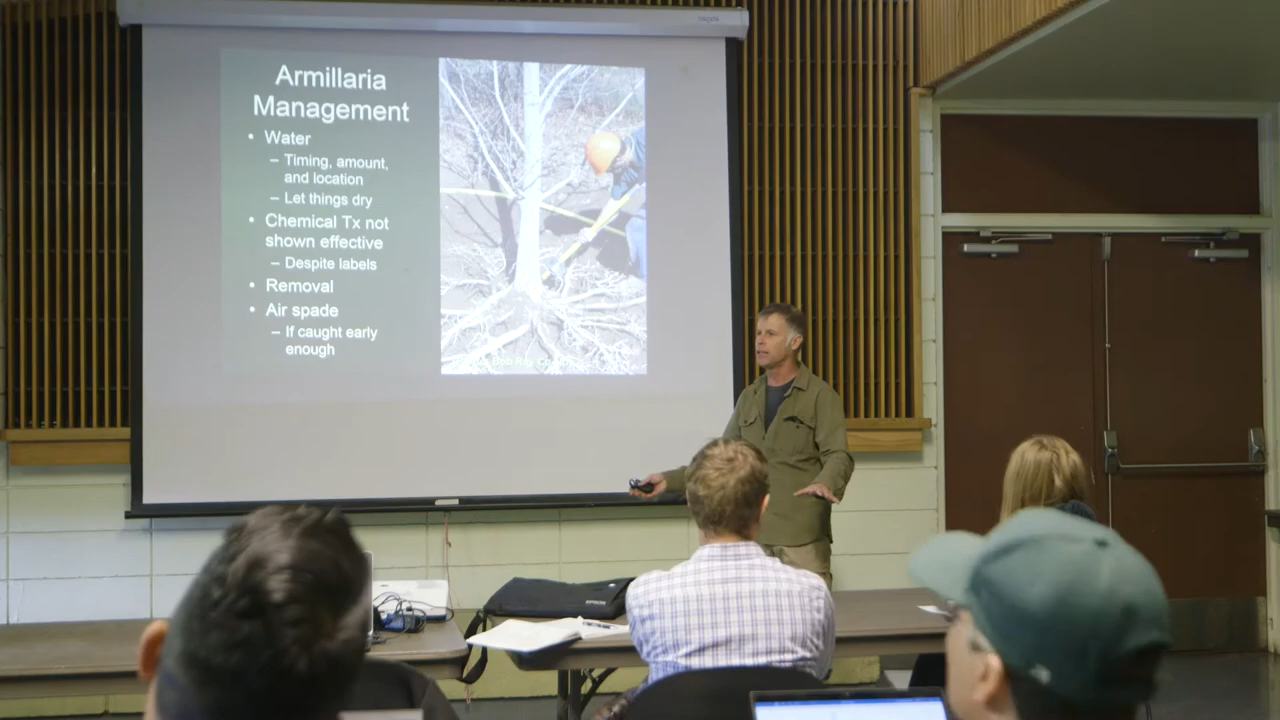 Armillaria
Management
• Water
– Timing, amount,
and location
– Let things dry
• Chemical Tx not
shown effective
– Despite labels
• Removal
• Air spade
– If caught early
enough
EPSON